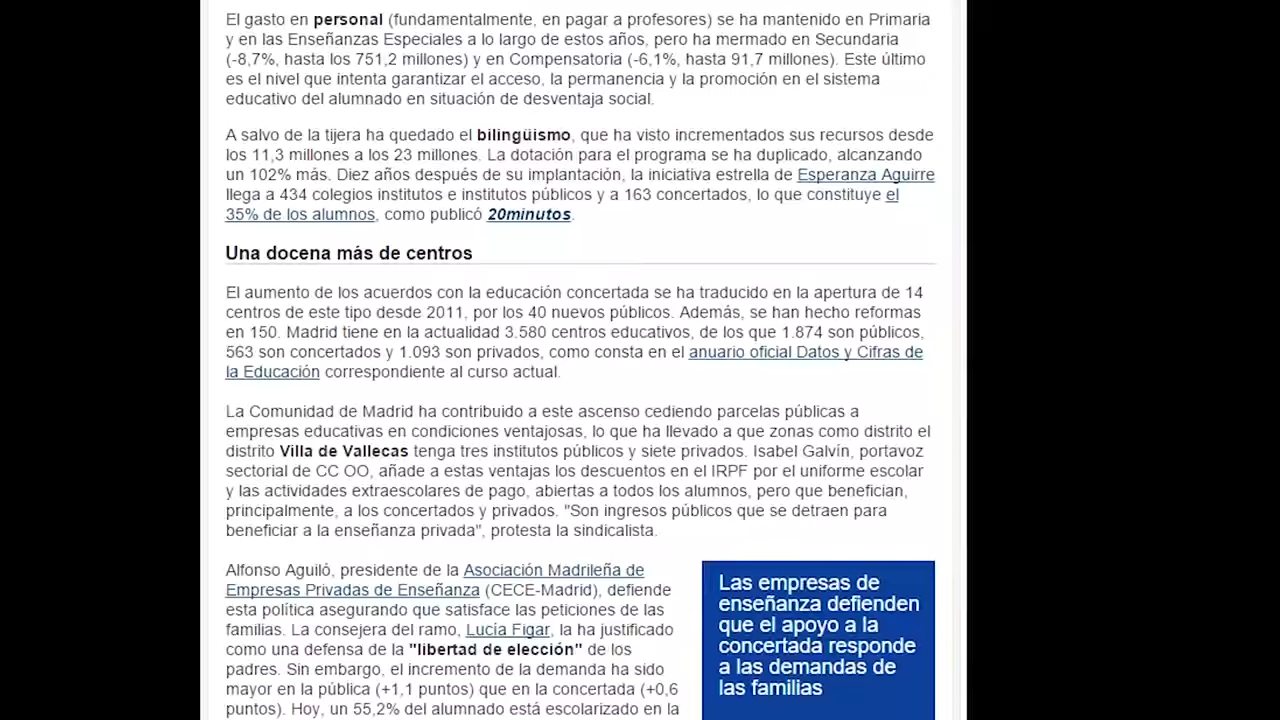 El gasto en personal (fundamentalmente, en pagar a profesores) se ha mantenido en Primaria
y en las Enseñanzas Especiales a lo largo de estos años, pero ha mermado en Secundaria
(-8,7%, hasta los 751,2 millones) y en Compensatoria (-6,1%, hasta 91,7 millones). Este último
es el nivel que intenta garantizar el acceso, la permanencia y la promoción en el sistema
educativo del alumnado en situación de desventaja social.
A salvo de la tijera ha quedado el bilingüismo, que ha visto incrementados sus recursos desde
los 11,3 millones a los 23 millones. La dotación para el programa se ha duplicado, alcanzando
un 102% más. Diez años después de su implantación, la iniciativa estrella de Esperanza Aguirre
llega a 434 colegios institutos e institutos públicos y a 163 concertados, lo que constituye el
35% de los alumnos, como publicó 20minutos.
Una docena más de centros
El aumento de los acuerdos con la educación concertada se ha traducido en la apertura de 14
centros de este tipo desde 2011, por los 40 nuevos públicos. Además, se han hecho reformas
en 150. Madrid tiene en la actualidad 3.580 centros educativos, de los que 1.874 son públicos,
563 son concertados y 1.093 son privados, como consta en el anuario oficial Datos y Cifras de
la Educación correspondiente al curso actual.
La Comunidad de Madrid ha contribuido a este ascenso cediendo parcelas públicas a
empresas educativas en condiciones ventajosas, lo que ha llevado a que zonas como distrito el
distrito Villa de Vallecas tenga tres institutos públicos y siete privados. Isabel Galvín, portavoz
sectorial de CC OO, añade a estas ventajas los descuentos en el IRPF por el uniforme escolar
y las actividades extraescolares de pago, abiertas a todos los alumnos, pero que benefician,
principalmente, a los concertados y privados. "Son ingresos públicos que se detraen para
beneficiar a la enseñanza privada", protesta la sindicalista.
Alfonso Aguiló, presidente de la Asociación Madrileña de
Empresas Privadas de Enseñanza (CECE-Madrid), defiende
esta política asegurando que satisface las peticiones de las
familias. La consejera del ramo, Lucía Figar, la ha justificado
como una defensa de la "libertad de elección" de los
padres. Sin embargo, el incremento de la demanda ha sido
mayor en la pública (+1,1 puntos) que en la concertada (+0,6
puntos). Hoy, un 55,2% del alumnado está escolarizado en la
Las empresas de
enseñanza defienden
que el apoyo a la
concertada responde
a las demandas de
las familias